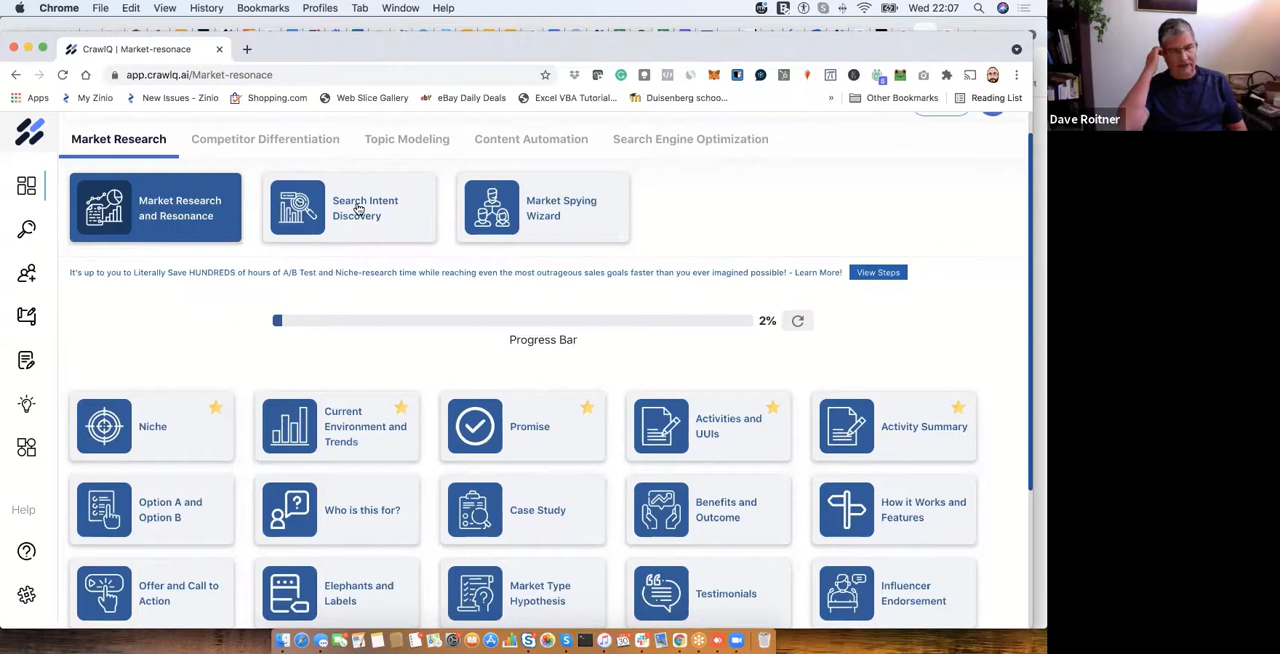 Chrome File Edit View History Bookmarks Profiles Tab Window Help Wed 22:07
CrawlQ | Market-resonace
app.crawlq.ai/Market-resonace
Apps My Zinio New Issues - Zinio Shopping.com Web Slice Gallery eBay Daily Deals Excel VBA Tutorial... Duisenberg schoo... » Other Bookmarks Reading List
Dave Roitner
Market Research Competitor Differentiation Topic Modeling Content Automation Search Engine Optimization
Market Research
and Resonance
Search Intent
Discovery
Market Spying
Wizard
It's up to you to Literally Save HUNDREDS of hours of A/B Test and Niche-research time while reaching even the most outrageous sales goals faster than you ever imagined possible! - Learn More! View Steps
2%
Progress Bar
Niche
Current
Environment and
Trends
Promise
Activities and
UUIs
Activity Summary
Option A and
Option B
Who is this for?
Case Study
Benefits and
Outcome
How it Works and
Features
Help
Offer and Call to
Action
Elephants and
Labels
Market Type
Hypothesis
Testimonials
Influencer
Endorsement